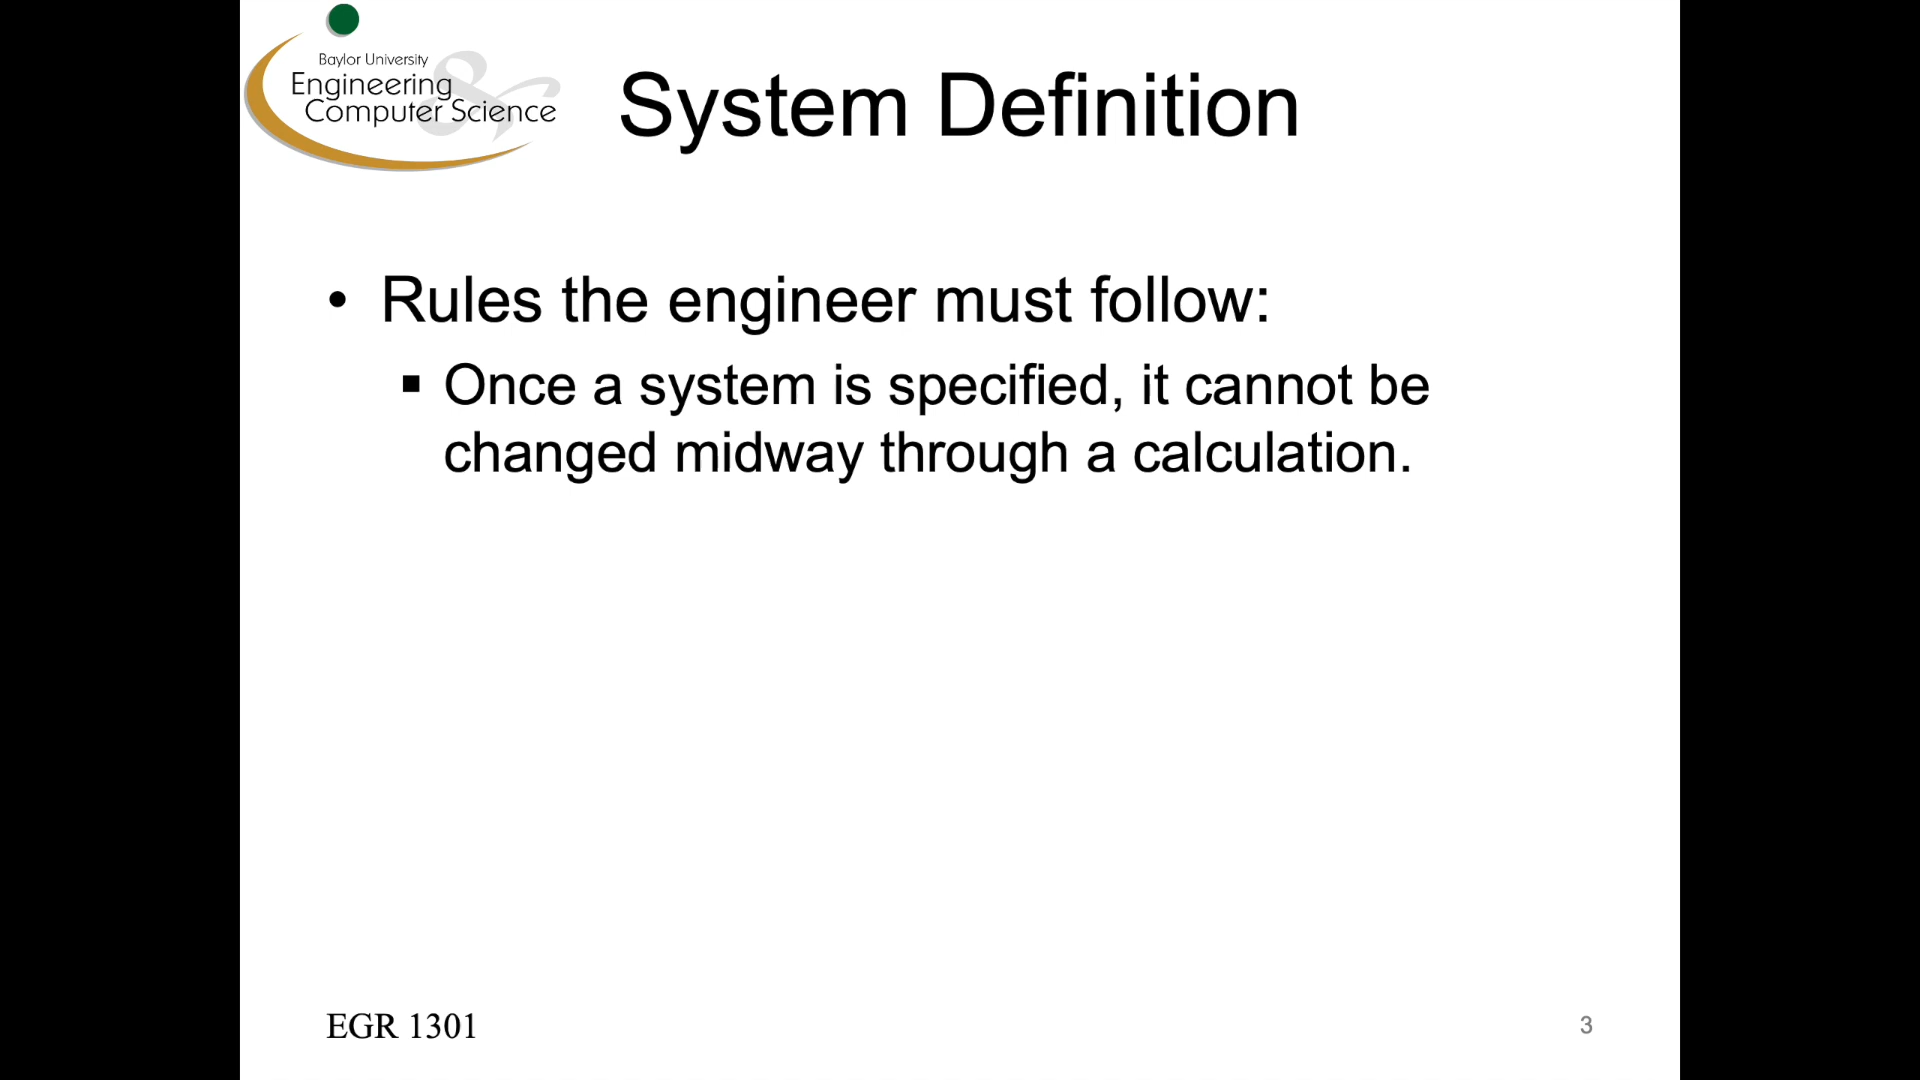 Baylor University
Engineering &
Computer Science
System Definition
• Rules the engineer must follow:
▪ Once a system is specified, it cannot be
changed midway through a calculation.
EGR 1301
3